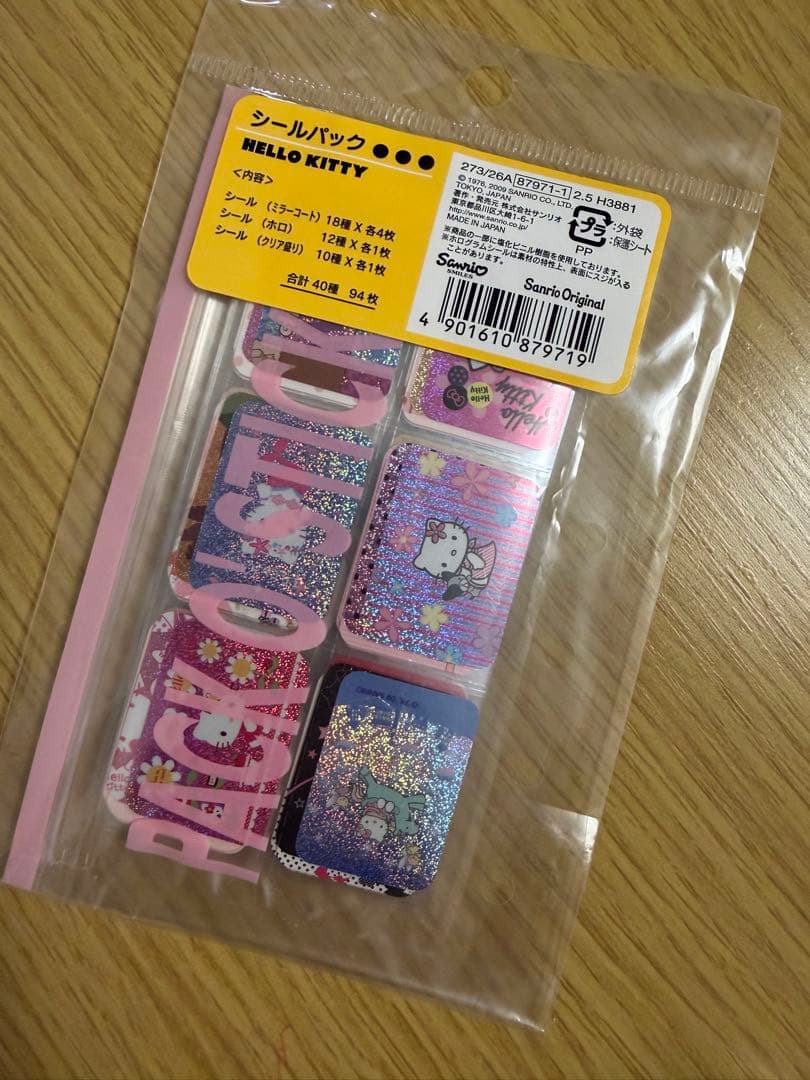 シールパック ●●●
HELLO KITTY
<内容>
シール (ミラーコート) 18種 X 各4枚
シール (ホロ) 12種 X 各1枚
シール (クリア盛り) 10種 X 各1枚
合計 40種 94枚
273/26A 87971-1 2.5 H3881
© 1976, 2009 SANRIO CO., LTD.
TOKYO, JAPAN
著作・発売元 株式会社サンリオ
東京都品川区大崎1-6-1
http://www.sanrio.co.jp/
MADE IN JAPAN
プラ
:外袋
:保護シート
PP
※商品の一部に塩化ビニル樹脂を使用しております。
※ホログラムシールは素材の特性上、表面にスジが入る
ことがあります。
Sanrio
SMILES
Sanrio Original
4 901610 879719
PACK O' STICK
Hello
Kitty
Hello
Kitty
Hello
Kitty